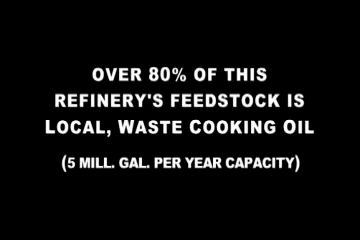 OVER 80% OF THIS
REFINERY'S FEEDSTOCK IS
LOCAL, WASTE COOKING OIL
(5 MILL. GAL. PER YEAR CAPACITY)